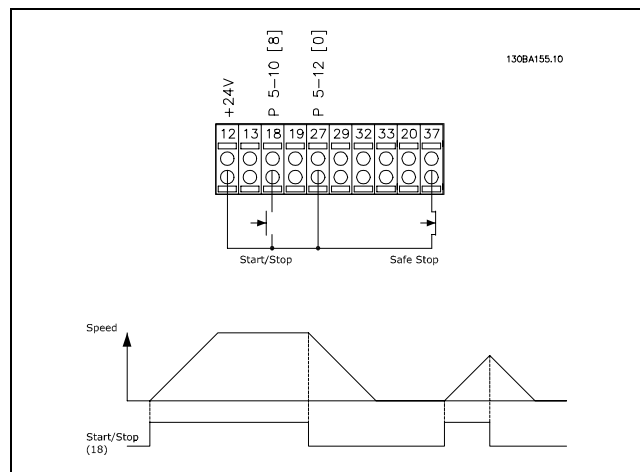 130BA155.10
+24V
P 5-10 [8]
P 5-12 [0]
12 13 18 19 27 29 32 33 20 37
Start/Stop
Safe Stop
Speed
Start/Stop
(18)